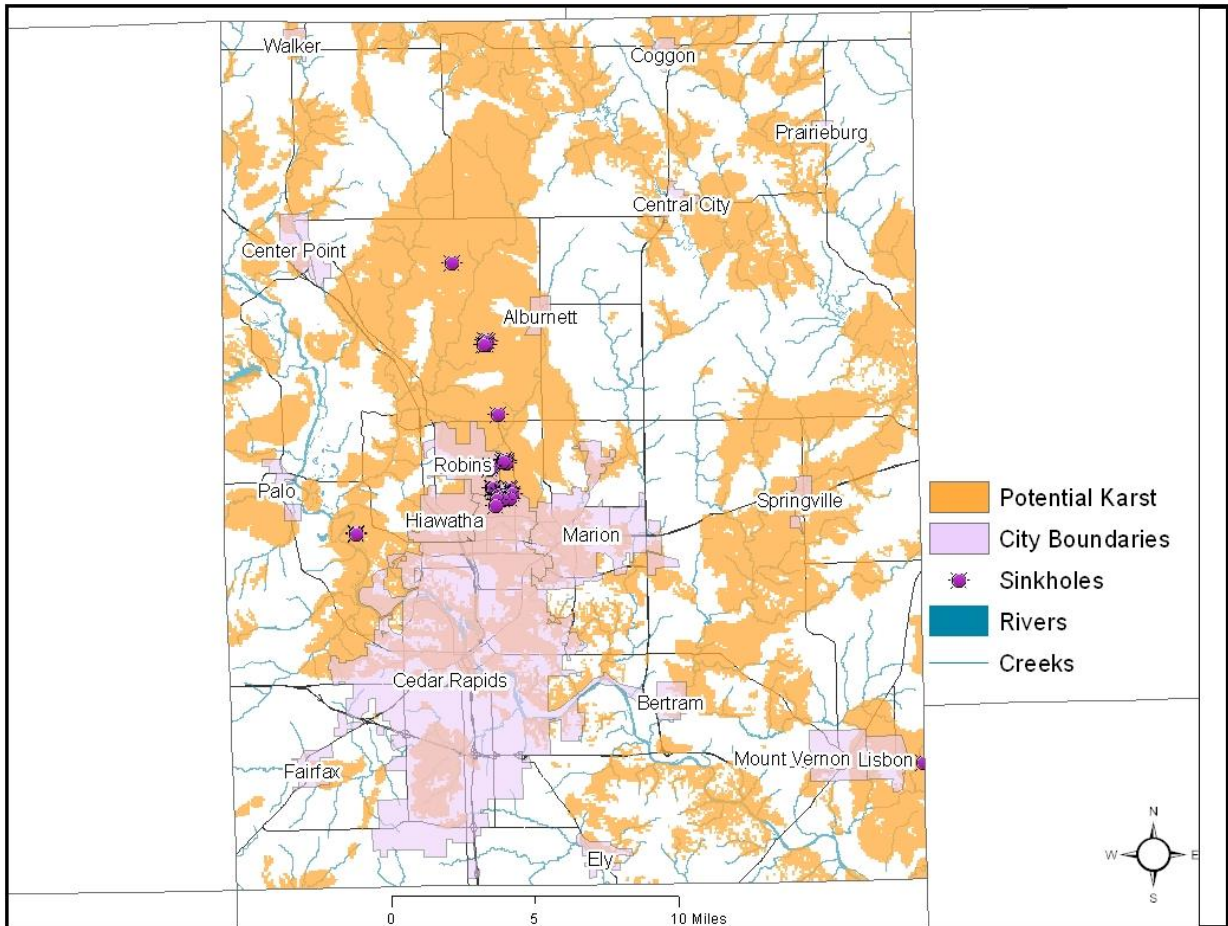 Walker
Coggon
Prairieburg
Central City
Center Point
Alburnett
Robins
Palo
Springville
Hiawatha
Marion
Cedar Rapids
Bertram
Mount Vernon
Lisbon
Fairfax
Ely
Potential Karst
City Boundaries
Sinkholes
Rivers
Creeks
N
W
E
S
0 5 10 Miles